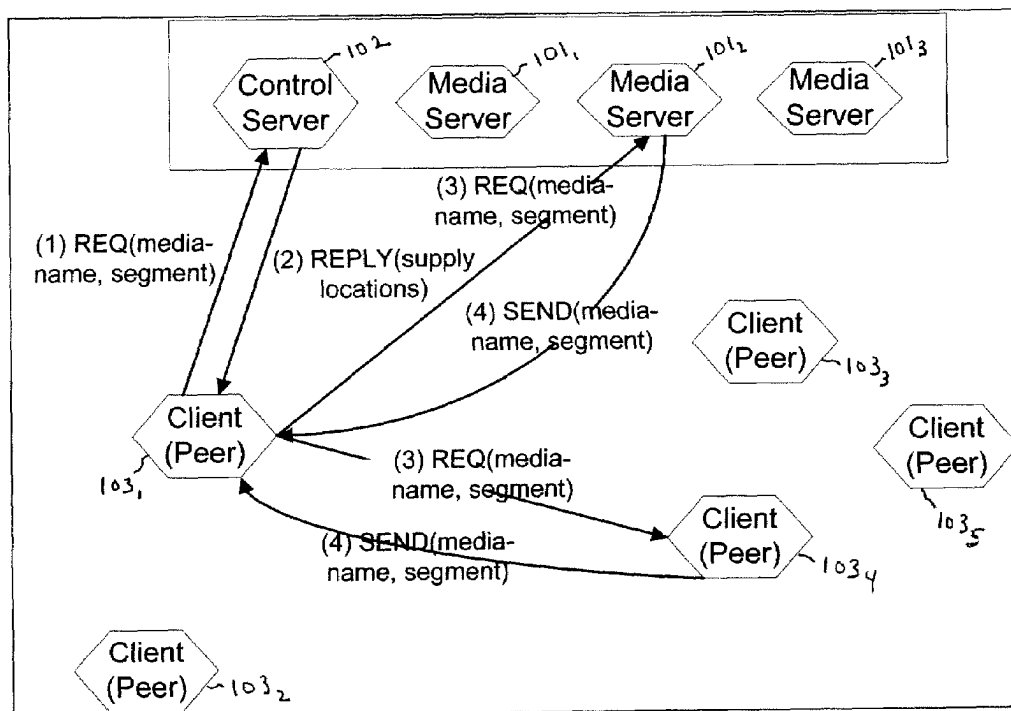 102
101₁
101₂
101₃
Control
Server
Media
Server
Media
Server
Media
Server
(1) REQ(media-
name, segment)
(2) REPLY(supply
locations)
(3) REQ(media-
name, segment)
(4) SEND(media-
name, segment)
Client
(Peer)
103₃
Client
(Peer)
103₁
Client
(Peer)
103₅
(3) REQ(media-
name, segment)
Client
(Peer)
103₄
(4) SEND(media-
name, segment)
Client
(Peer)
103₂